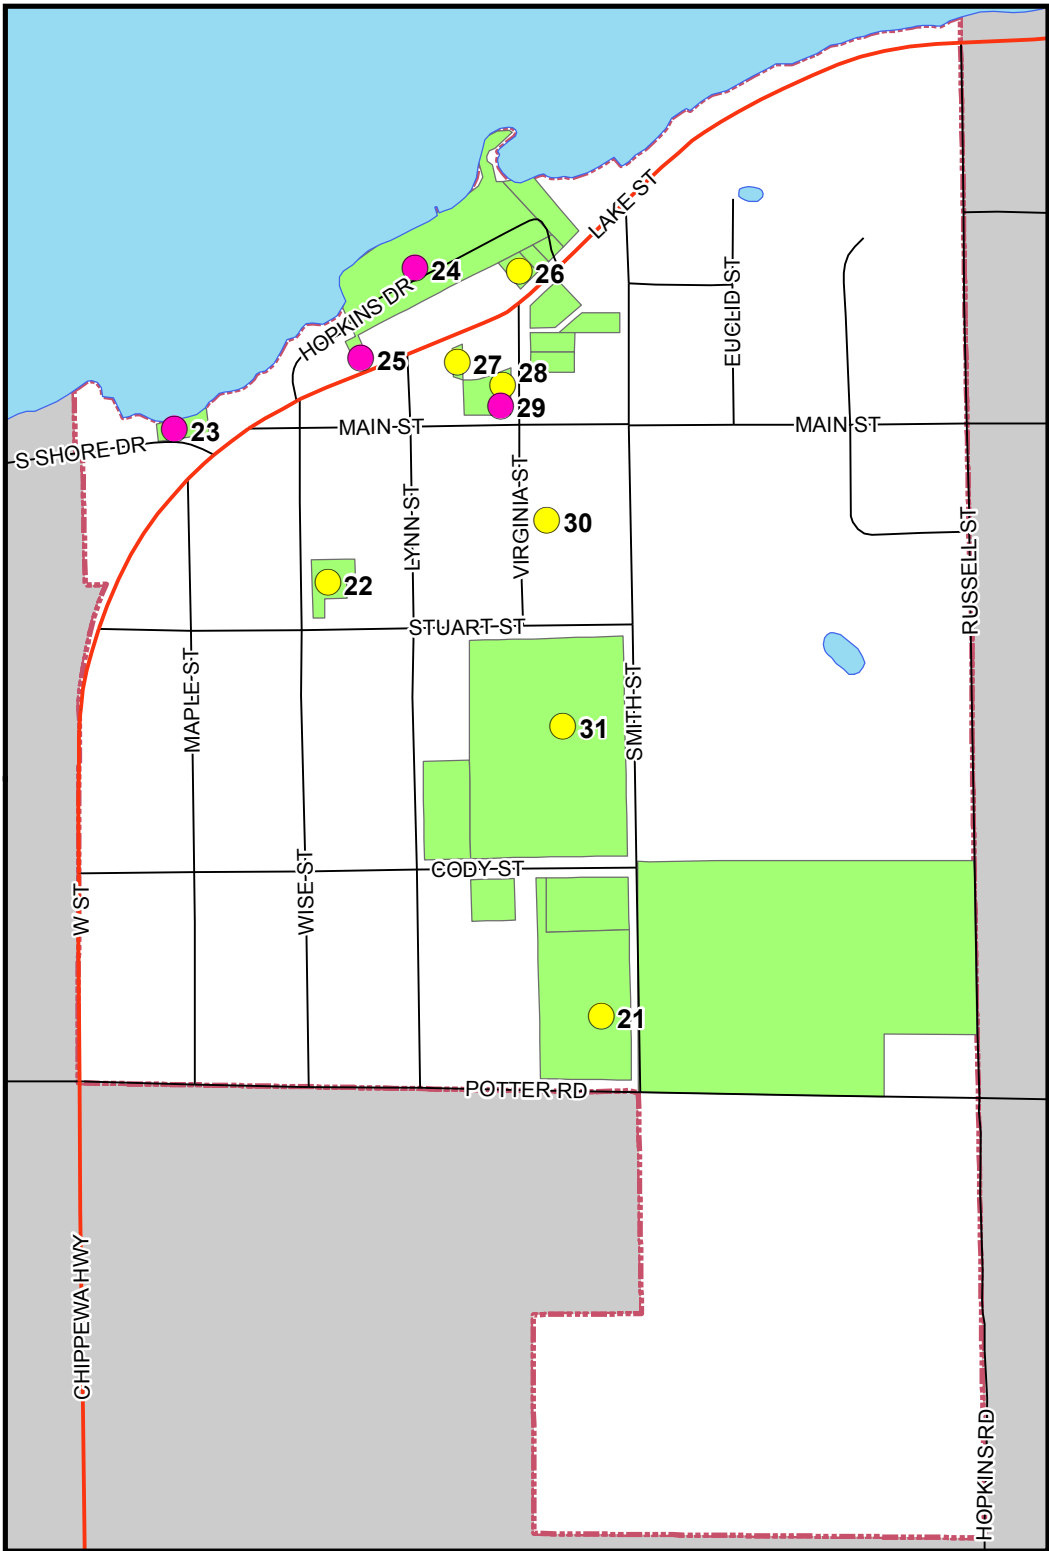 LAKE ST
24
26
HOPKINS DR
EUCLID ST
25
27
28
29
23
MAIN ST
MAIN ST
S SHORE DR
LYNN ST
VIRGINIA ST
30
RUSSELL ST
22
STUART ST
MAPLE ST
SMITH ST
31
CODY ST
WISE ST
W ST
21
POTTER RD
CHIPPEWA HWY
HOPKINS RD